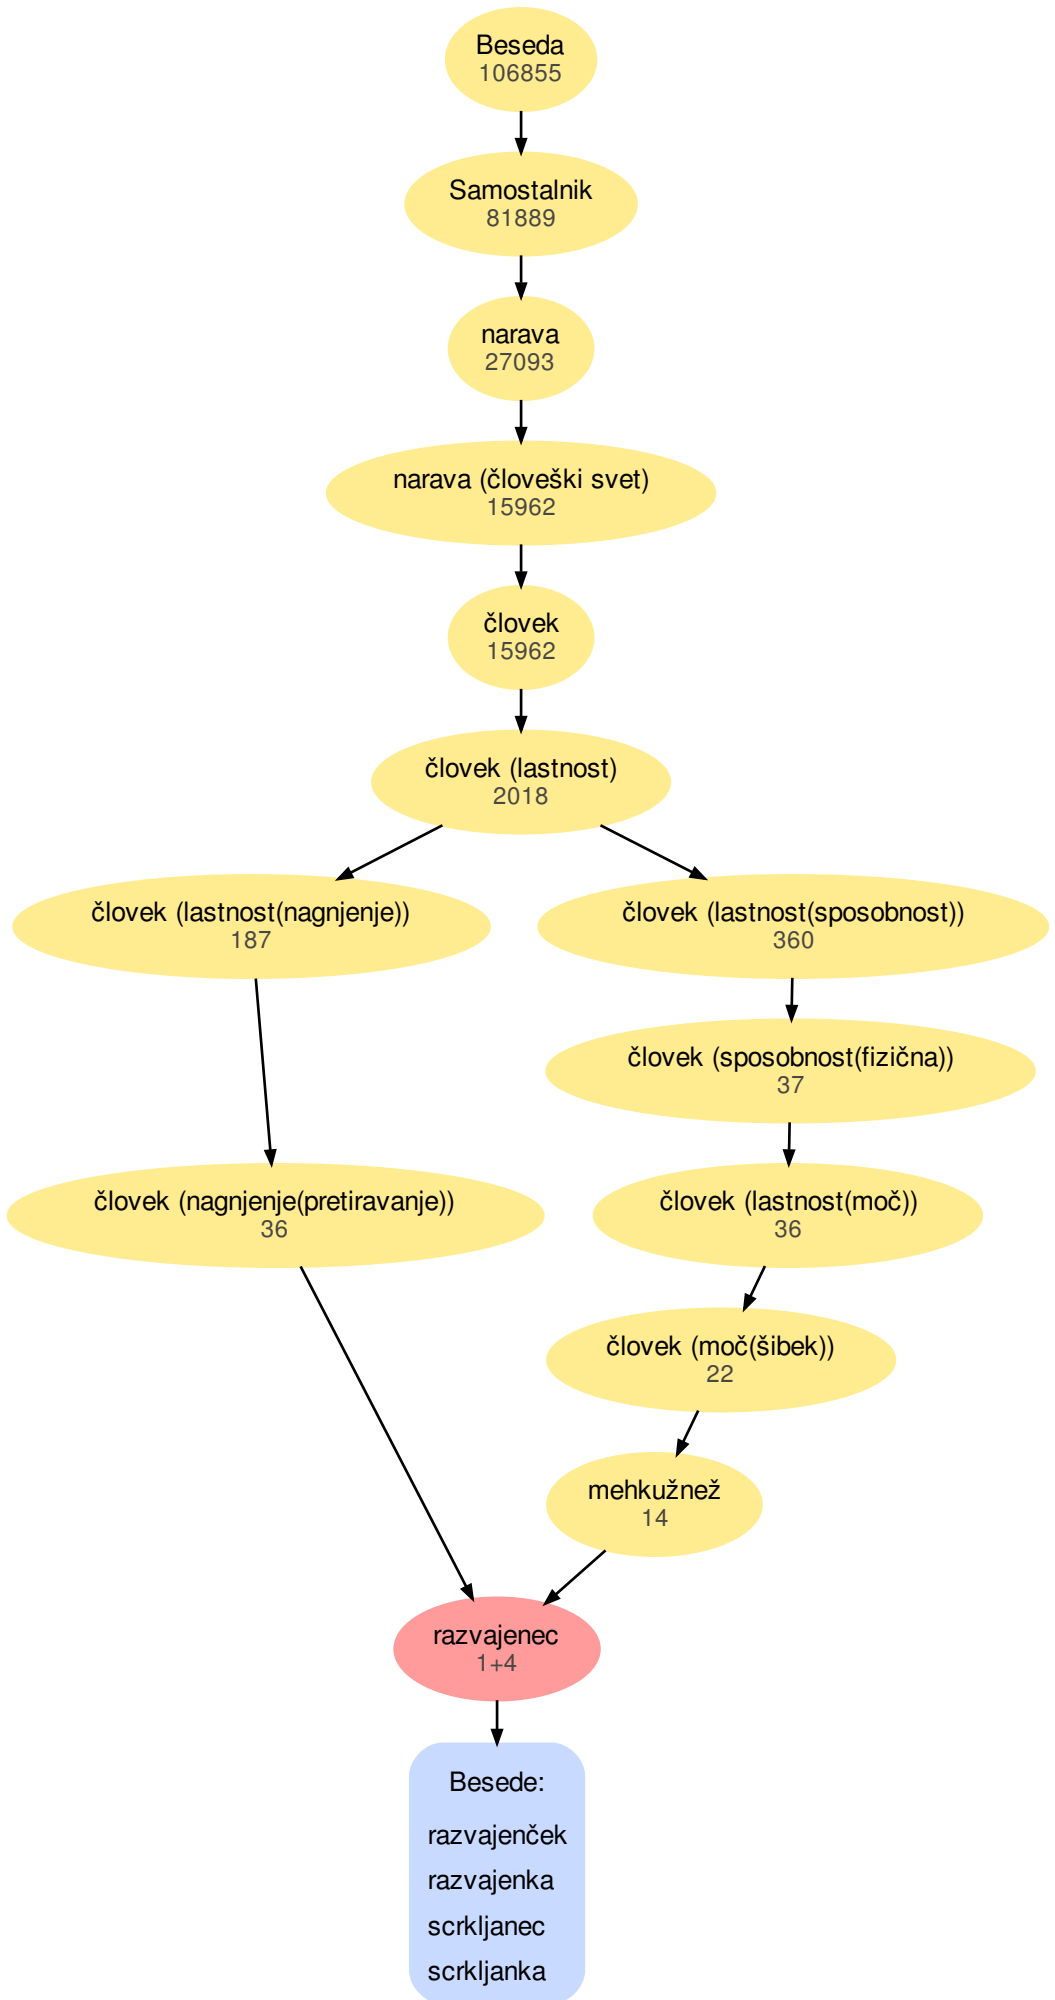 Beseda
106855
Samostalnik
81889
narava
27093
narava (človeški svet)
15962
človek
15962
človek (lastnost)
2018
človek (lastnost(nagnjenje))
187
človek (lastnost(sposobnost))
360
človek (sposobnost(fizična))
37
človek (nagnjenje(pretiravanje))
36
človek (lastnost(moč))
36
človek (moč(šibek))
22
mehkužnež
14
razvajenec
1+4
Besede:
razvajenček
razvajenka
scrkljanec
scrkljanka